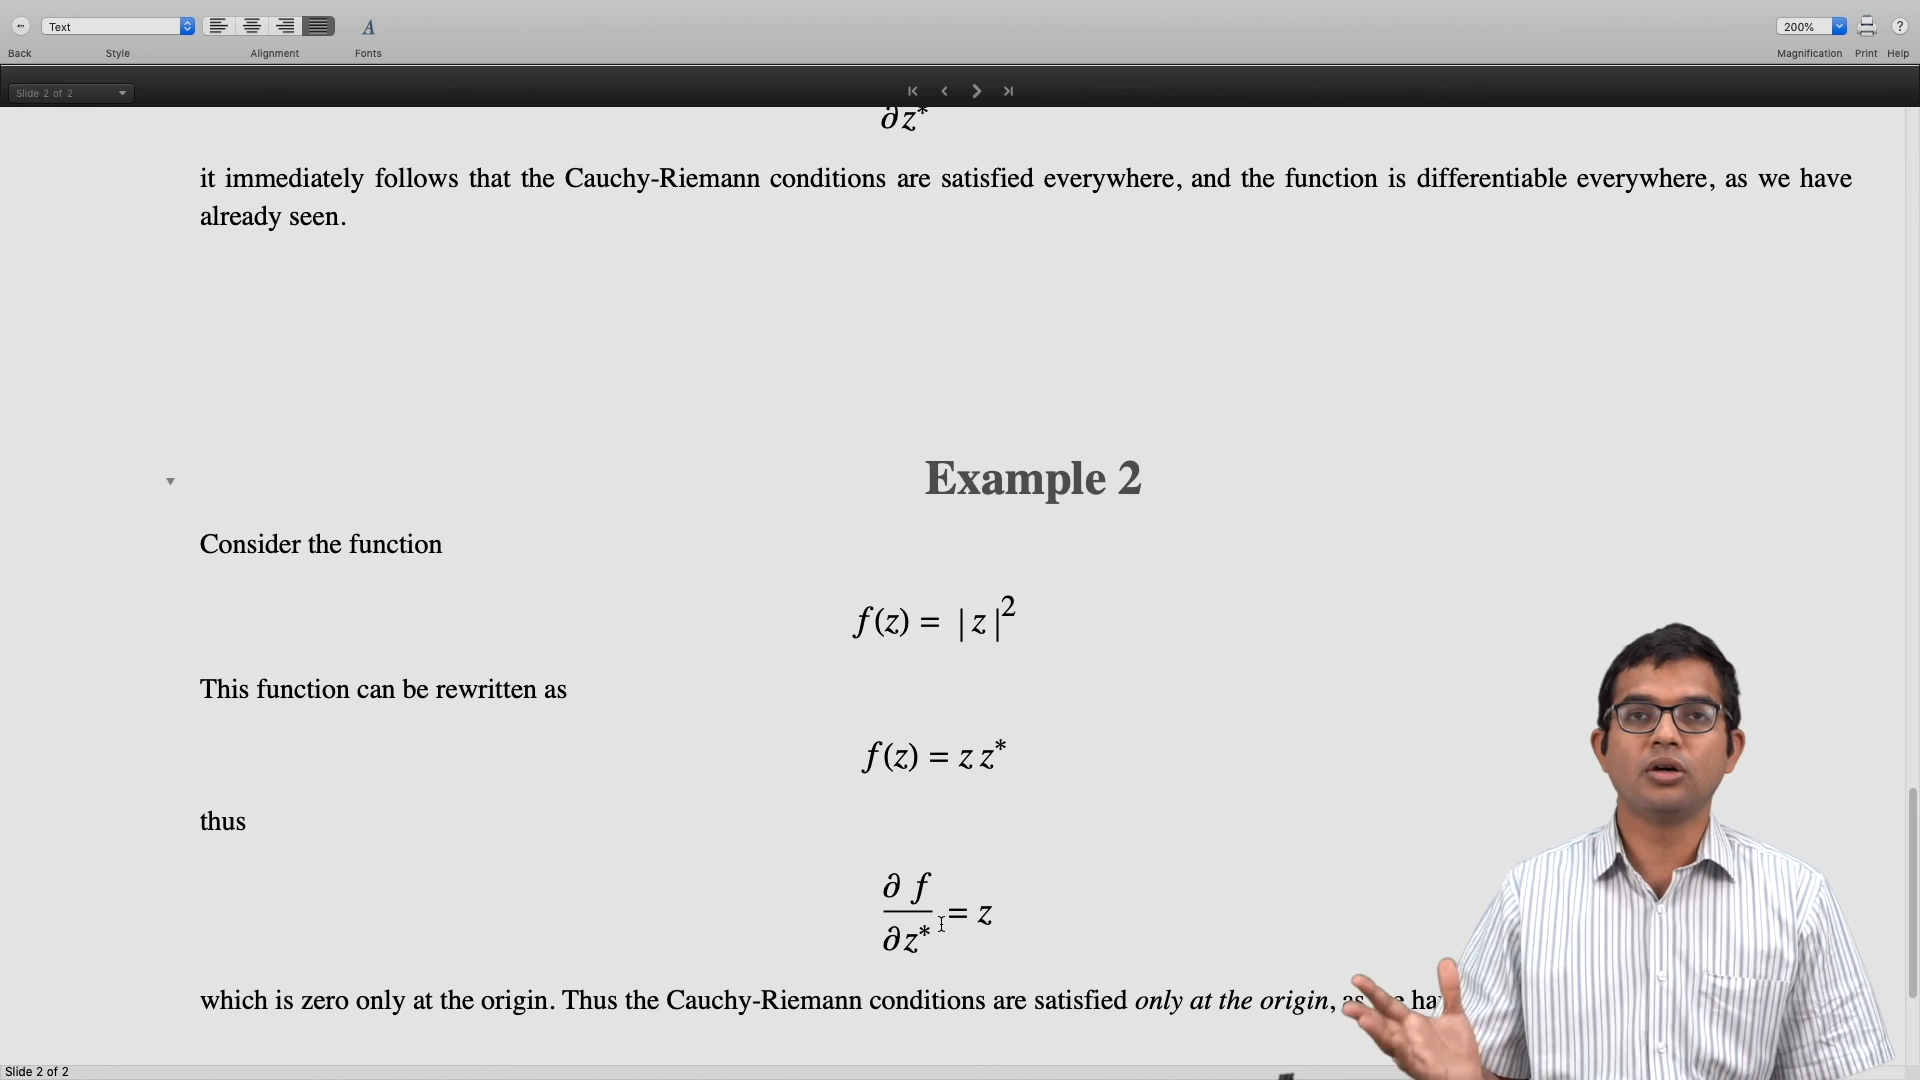 Text
200%
Back
Style
Alignment
Fonts
Magnification
Print
Help
Slide 2 of 2
∂z*
it immediately follows that the Cauchy-Riemann conditions are satisfied everywhere, and the function is differentiable everywhere, as we have
already seen.
Example 2
Consider the function
f(z) = |z|²
This function can be rewritten as
f(z) = z z*
thus
∂ f
∂z*
= z
which is zero only at the origin. Thus the Cauchy-Riemann conditions are satisfied only at the origin,
Slide 2 of 2